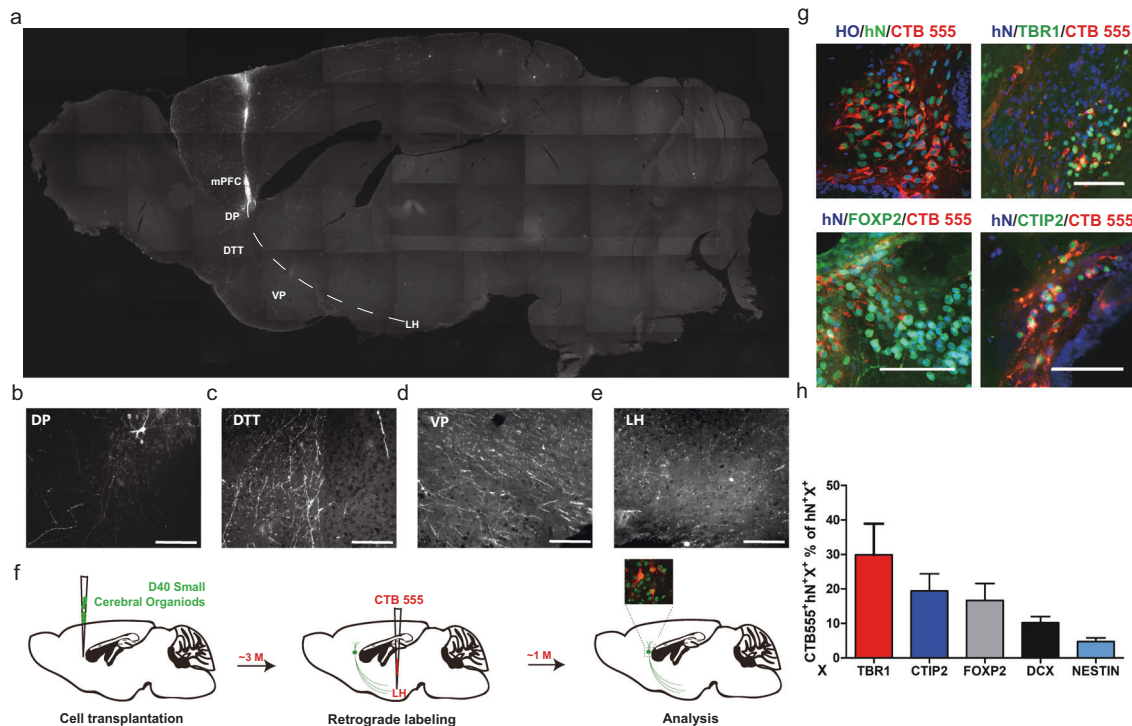 a
mPFC
DP
DTT
VP
LH
b
DP
c
DTT
d
VP
e
LH
f
D40 Small
Cerebral Organiods
Cell transplantation
~3 M
CTB 555
LH
Retrograde labeling
~1 M
Analysis
g
HO/hN/CTB 555
hN/TBR1/CTB 555
hN/FOXP2/CTB 555
hN/CTIP2/CTB 555
h
CTB555⁺hN⁺X⁺ % of hN⁺X⁺
50
40
30
20
10
0
X TBR1 CTIP2 FOXP2 DCX NESTIN